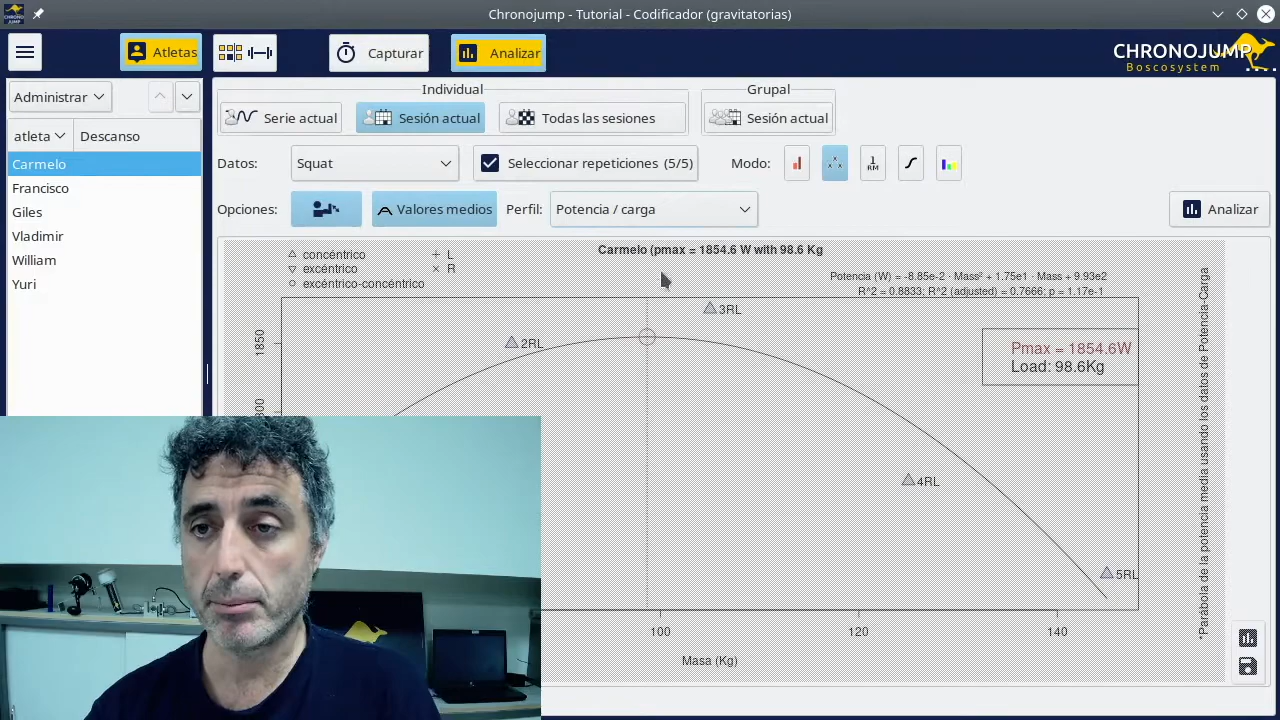 Chronojump - Tutorial - Codificador (gravitatorias)
CHRONOJUMP
Boscosystem
Atletas
Capturar
Analizar
Administrar
atleta
Descanso
Carmelo
Francisco
Giles
Vladimir
William
Yuri
Individual
Grupal
Serie actual
Sesión actual
Todas las sesiones
Sesión actual
Datos:
Squat
Seleccionar repeticiones (5/5)
Modo:
1RM
Opciones:
Valores medios
Perfil:
Potencia / carga
Analizar
Carmelo (pmax = 1854.6 W with 98.6 Kg
concéntrico
excéntrico
excéntrico-concéntrico
L
R
Potencia (W) = -8.85e-2 · Mass² + 1.75e1 · Mass + 9.93e2
R^2 = 0.8833; R^2 (adjusted) = 0.7666; p = 1.17e-1
3RL
2RL
Pmax = 1854.6W
Load: 98.6Kg
4RL
5RL
1850
100
120
140
Masa (Kg)
*Parábola de la potencia media usando los datos de Potencia-Carga